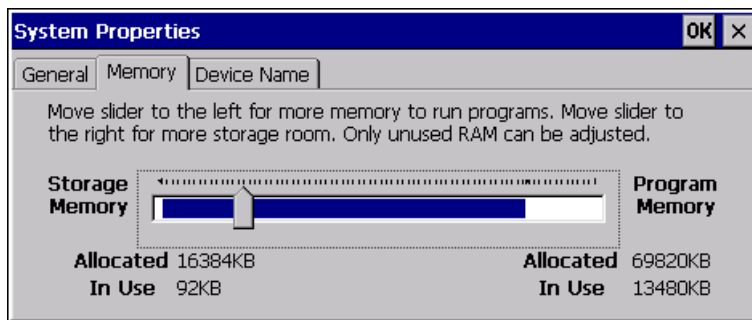 System Properties OK ×
General Memory Device Name
Move slider to the left for more memory to run programs. Move slider to
the right for more storage room. Only unused RAM can be adjusted.
Storage Memory
Program Memory
Allocated 16384KB Allocated 69820KB
In Use 92KB In Use 13480KB